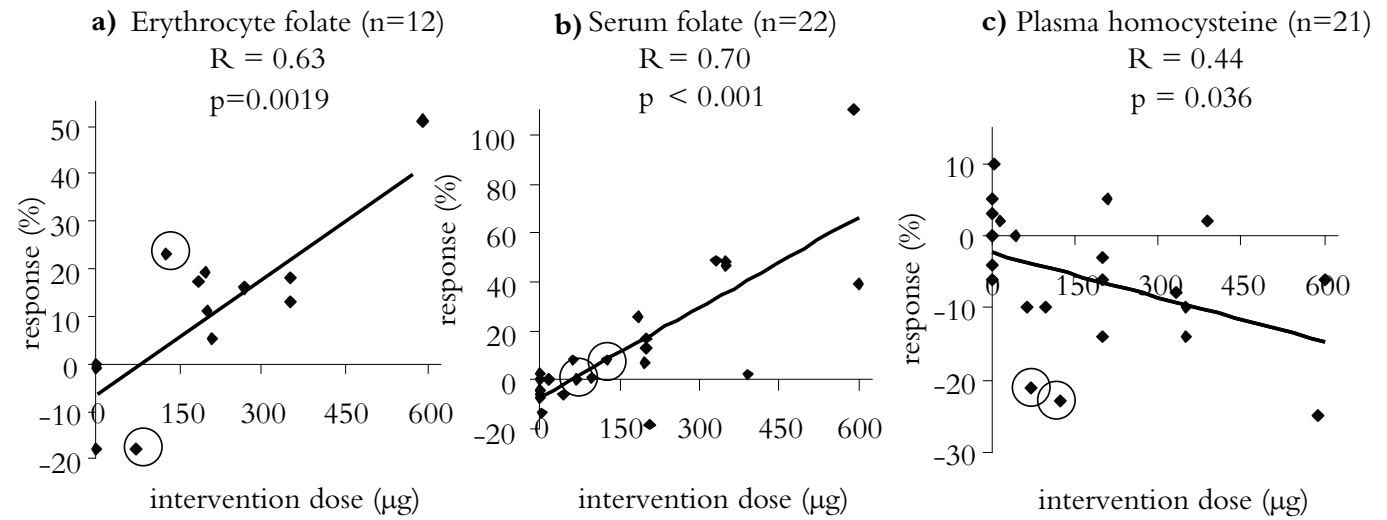 a) Erythrocyte folate (n=12)
R = 0.63
p=0.0019
50
40
30
20
10
0
-10
-20
0 150 300 450 600
response (%)
intervention dose (µg)
b) Serum folate (n=22)
R = 0.70
p < 0.001
100
80
60
40
20
0
-20
0 150 300 450 600
response (%)
intervention dose (µg)
c) Plasma homocysteine (n=21)
R = 0.44
p = 0.036
10
0
-10
-20
-30
0 150 300 450 600
response (%)
intervention dose (µg)